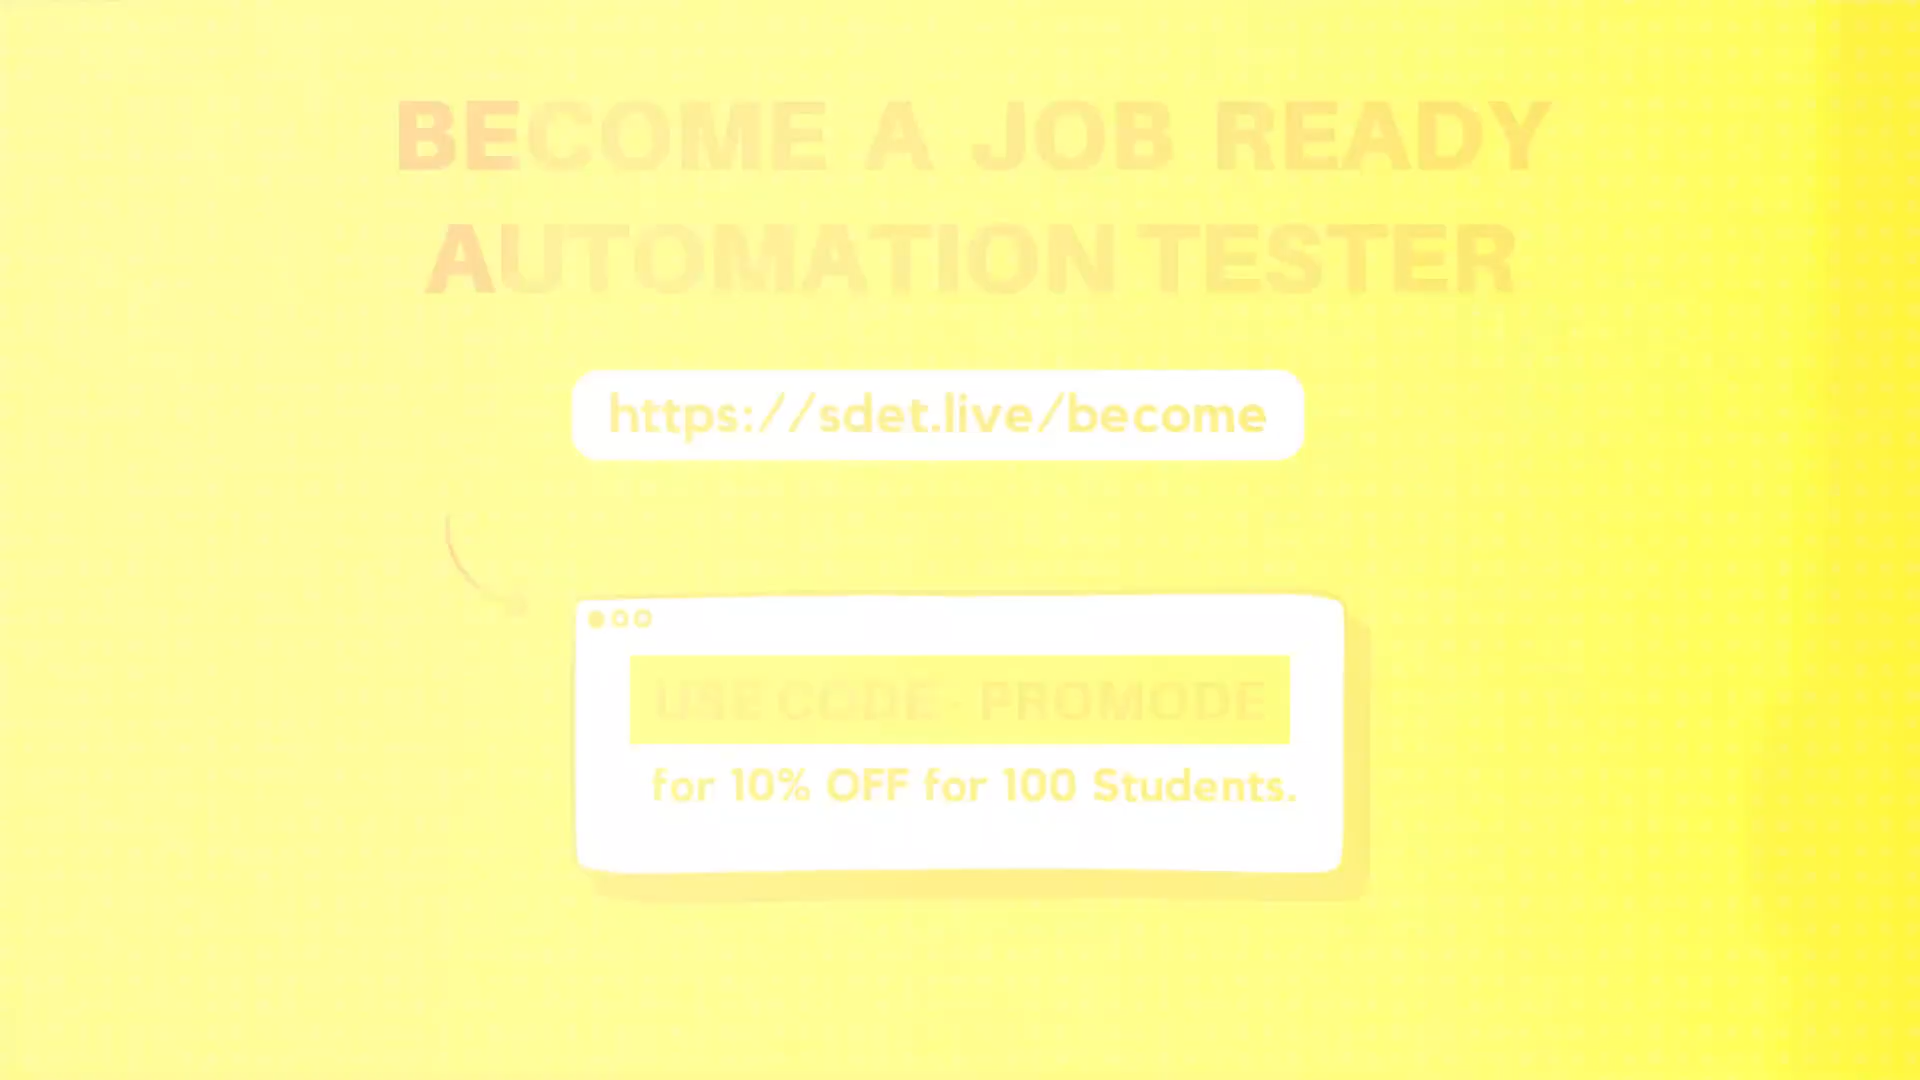 BECOME A JOB READY
AUTOMATION TESTER
https://sdet.live/become
USE CODE - PROMODE
for 10% OFF for 100 Students.